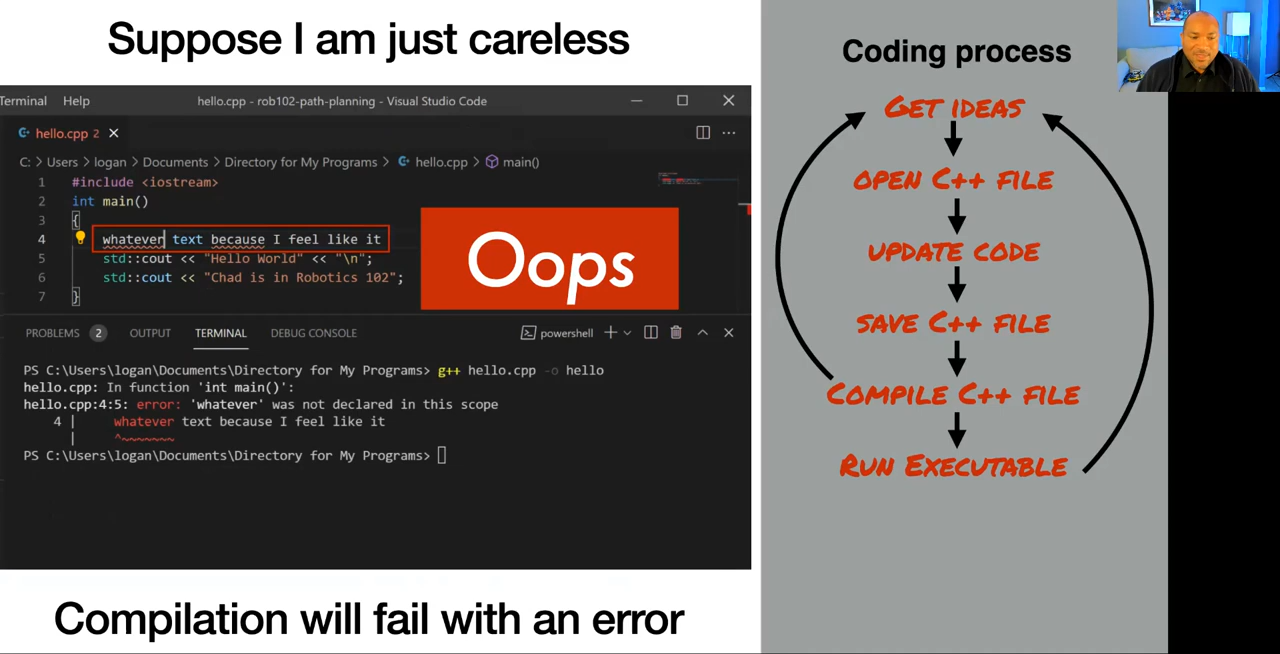 Suppose I am just careless
Terminal Help hello.cpp - rob102-path-planning - Visual Studio Code
hello.cpp 2
C: > Users > logan > Documents > Directory for My Programs > hello.cpp > main()
1 #include <iostream>
2 int main()
3 {
4 whatever text because I feel like it
5 std::cout << "Hello World" << "\n";
6 std::cout << "Chad is in Robotics 102";
7 }
Oops
PROBLEMS 2 OUTPUT TERMINAL DEBUG CONSOLE powershell
PS C:\Users\logan\Documents\Directory for My Programs> g++ hello.cpp -o hello
hello.cpp: In function 'int main()':
hello.cpp:4:5: error: 'whatever' was not declared in this scope
4 | whatever text because I feel like it
| ^~~~~~~~
PS C:\Users\logan\Documents\Directory for My Programs>
Compilation will fail with an error
Coding process
Get ideas
open C++ file
update code
save C++ file
Compile C++ file
Run Executable